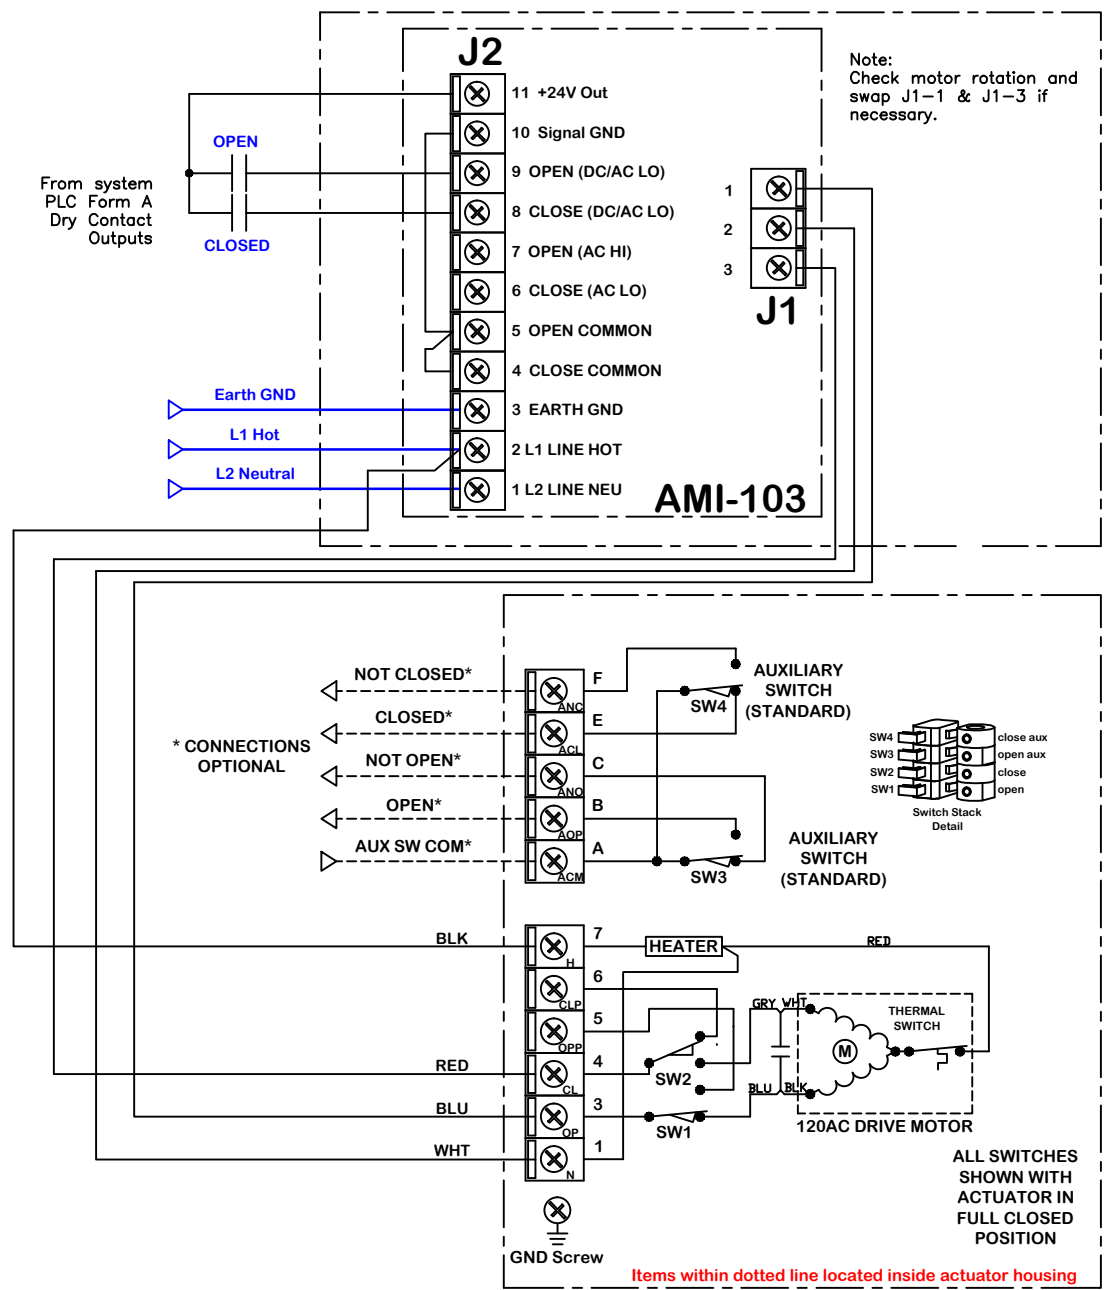 J2
Note:
Check motor rotation and
swap J1-1 & J1-3 if
necessary.
11 +24V Out
10 Signal GND
9 OPEN (DC/AC LO)
8 CLOSE (DC/AC LO)
7 OPEN (AC HI)
6 CLOSE (AC LO)
5 OPEN COMMON
4 CLOSE COMMON
3 EARTH GND
2 L1 LINE HOT
1 L2 LINE NEU
OPEN
From system
PLC Form A
Dry Contact
Outputs
CLOSED
1
2
3
J1
Earth GND
L1 Hot
L2 Neutral
AMI-103
NOT CLOSED*
CLOSED*
NOT OPEN*
OPEN*
AUX SW COM*
* CONNECTIONS
OPTIONAL
F
ANC
E
ACL
C
ANO
B
AOP
A
ACM
SW4
AUXILIARY
SWITCH
(STANDARD)
SW3
AUXILIARY
SWITCH
(STANDARD)
SW4
SW3
SW2
SW1
close aux
open aux
close
open
Switch Stack
Detail
BLK
RED
BLU
WHT
7
H
6
CLP
5
OPP
4
CL
3
OP
1
N
HEATER
RED
GRY WHT
THERMAL
SWITCH
M
SW2
BLU BLK
SW1
120AC DRIVE MOTOR
ALL SWITCHES
SHOWN WITH
ACTUATOR IN
FULL CLOSED
POSITION
GND Screw
Items within dotted line located inside actuator housing